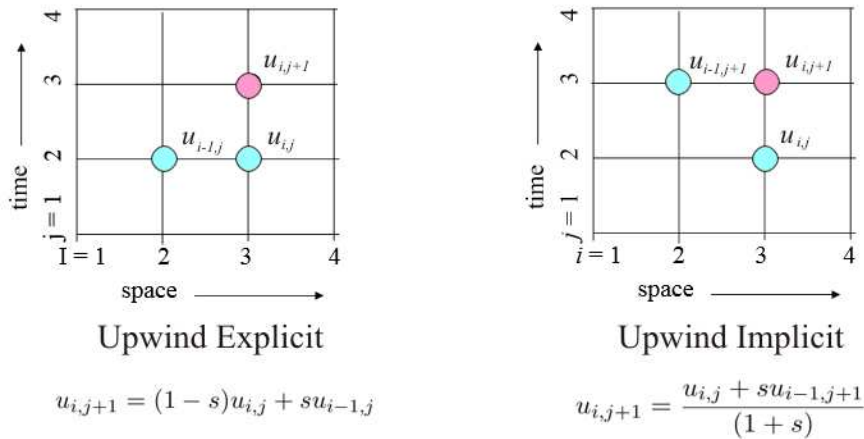 4
3
2
j = 1
time
u_{i,j+1}
u_{i-1,j}
u_{i,j}
I = 1
2
3
4
space
Upwind Explicit
u_{i,j+1} = (1 − s)u_{i,j} + su_{i−1,j}
4
3
2
j = 1
time
u_{i-1,j+1}
u_{i,j+1}
u_{i,j}
i = 1
2
3
4
space
Upwind Implicit
u_{i,j+1} = \frac{u_{i,j} + su_{i−1,j+1}}{(1 + s)}